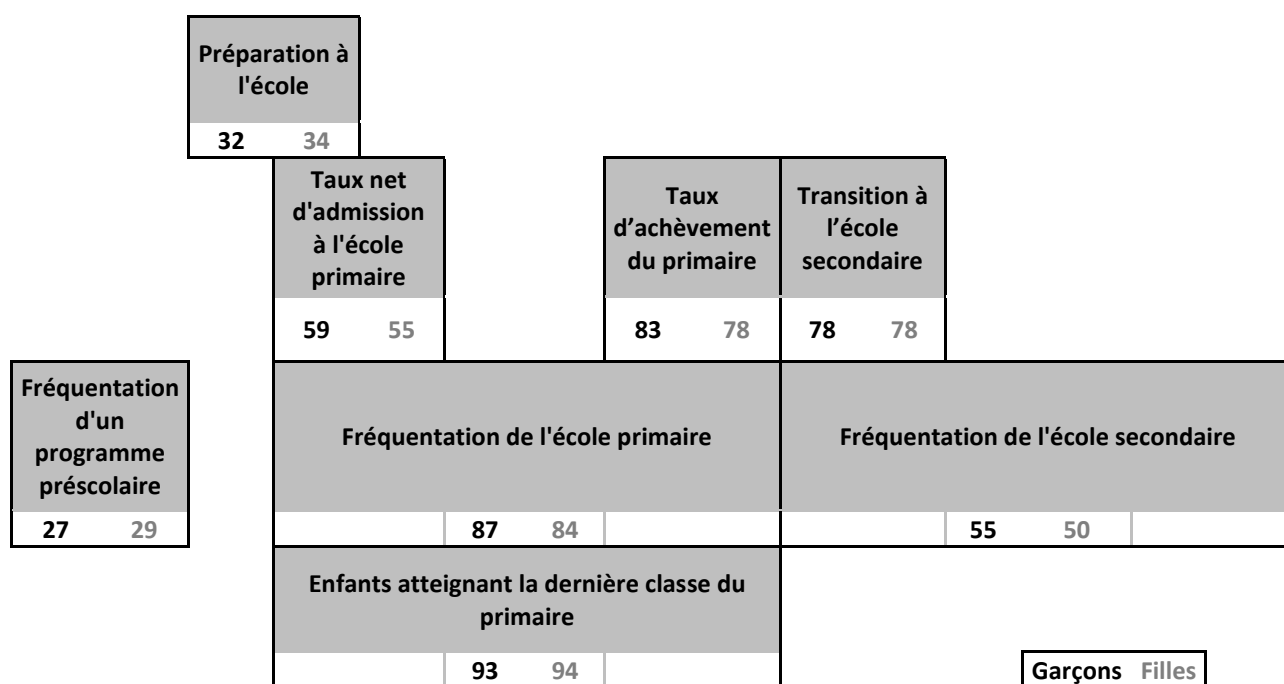 Préparation à
l'école
32 34
Taux net
d'admission
à l'école
primaire
59 55
Taux
d’achèvement
du primaire
83 78
Transition à
l’école
secondaire
78 78
Fréquentation
d'un
programme
préscolaire
27 29
Fréquentation de l'école primaire
87 84
Fréquentation de l'école secondaire
55 50
Enfants atteignant la dernière classe du
primaire
93 94
Garçons Filles